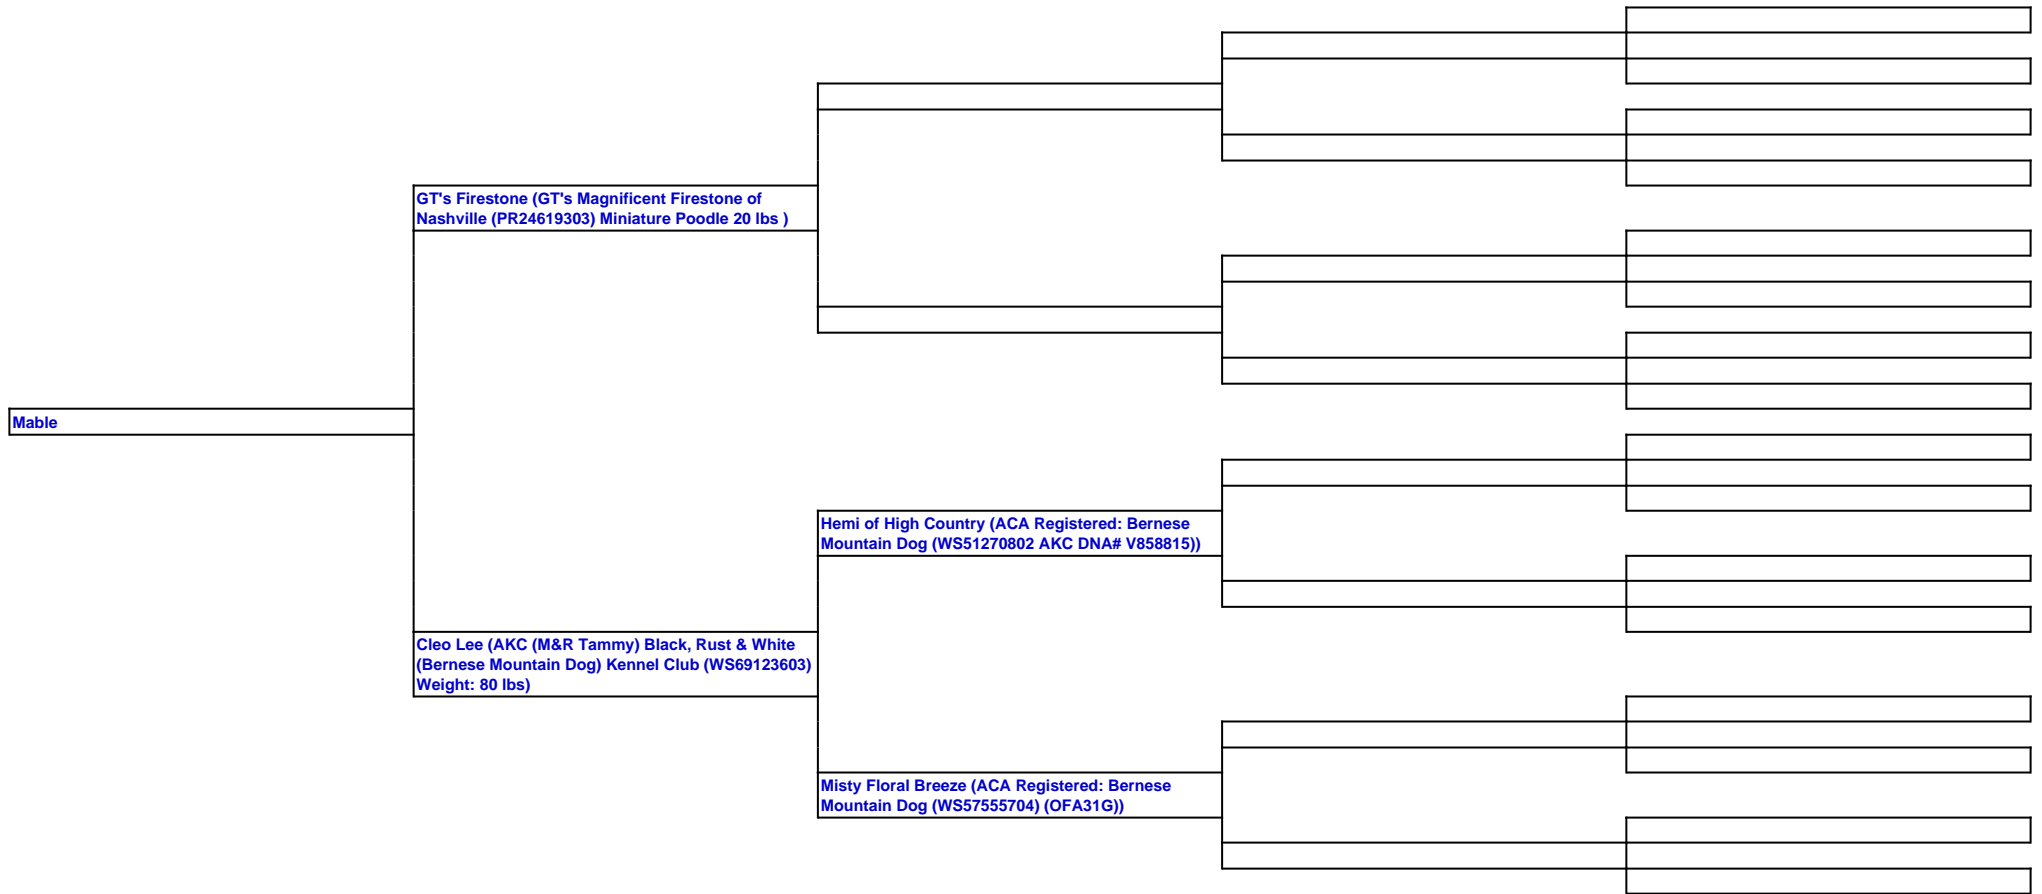 GT's Firestone (GT's Magnificent Firestone of
Nashville (PR24619303) Miniature Poodle 20 lbs )
Mable
Hemi of High Country (ACA Registered: Bernese
Mountain Dog (WS51270802 AKC DNA# V858815))
Cleo Lee (AKC (M&R Tammy) Black, Rust & White
(Bernese Mountain Dog) Kennel Club (WS69123603)
Weight: 80 lbs)
Misty Floral Breeze (ACA Registered: Bernese
Mountain Dog (WS57555704) (OFA31G))